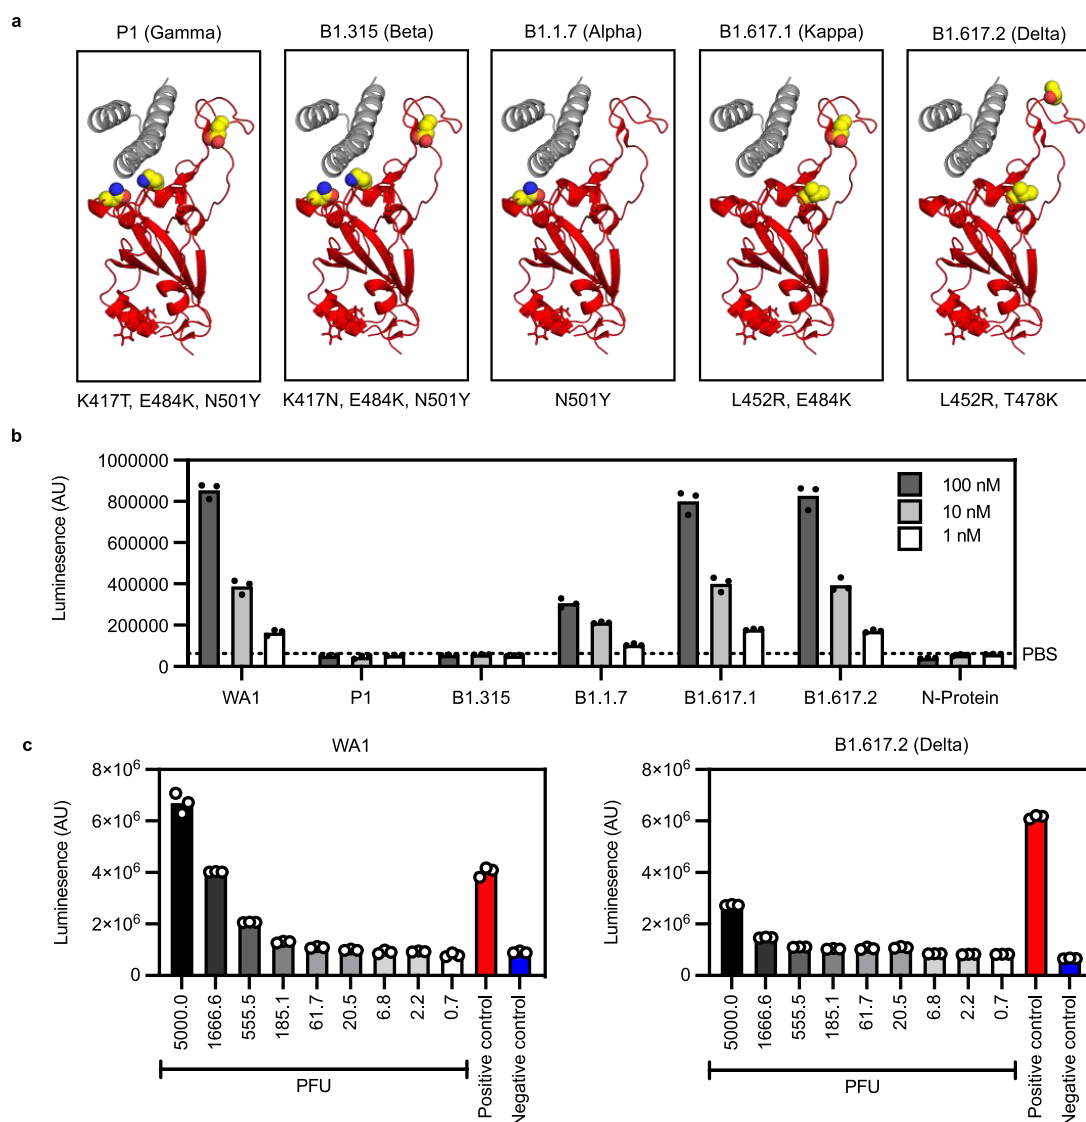 a
P1 (Gamma) B1.315 (Beta) B1.1.7 (Alpha) B1.617.1 (Kappa) B1.617.2 (Delta)
K417T, E484K, N501Y K417N, E484K, N501Y N501Y L452R, E484K L452R, T478K
b
Luminesence (AU)
1000000
800000
600000
400000
200000
0
100 nM
10 nM
1 nM
PBS
WA1 P1 B1.315 B1.1.7 B1.617.1 B1.617.2 N-Protein
c
WA1
Luminesence (AU)
8×10⁶
6×10⁶
4×10⁶
2×10⁶
0
5000.0 1666.6 555.5 185.1 61.7 20.5 6.8 2.2 0.7 Positive control Negative control
PFU
B1.617.2 (Delta)
Luminesence (AU)
8×10⁶
6×10⁶
4×10⁶
2×10⁶
0
5000.0 1666.6 555.5 185.1 61.7 20.5 6.8 2.2 0.7 Positive control Negative control
PFU